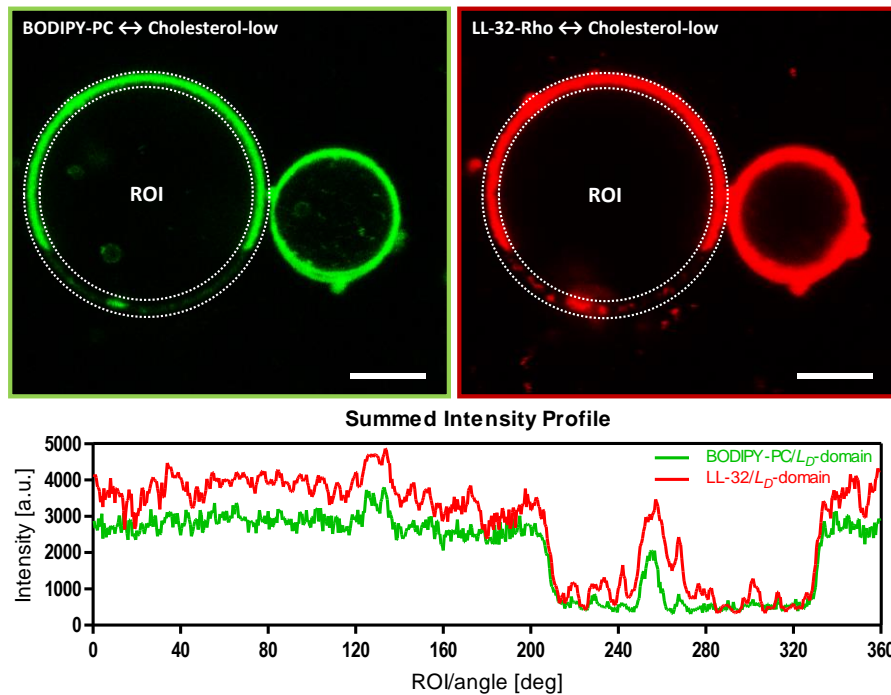 BODIPY-PC ↔ Cholesterol-low
LL-32-Rho ↔ Cholesterol-low
ROI
ROI
Summed Intensity Profile
Intensity [a.u.]
5000
4000
3000
2000
1000
0
BODIPY-PC/L_D-domain
LL-32/L_D-domain
0 40 80 120 160 200 240 280 320 360
ROI/angle [deg]